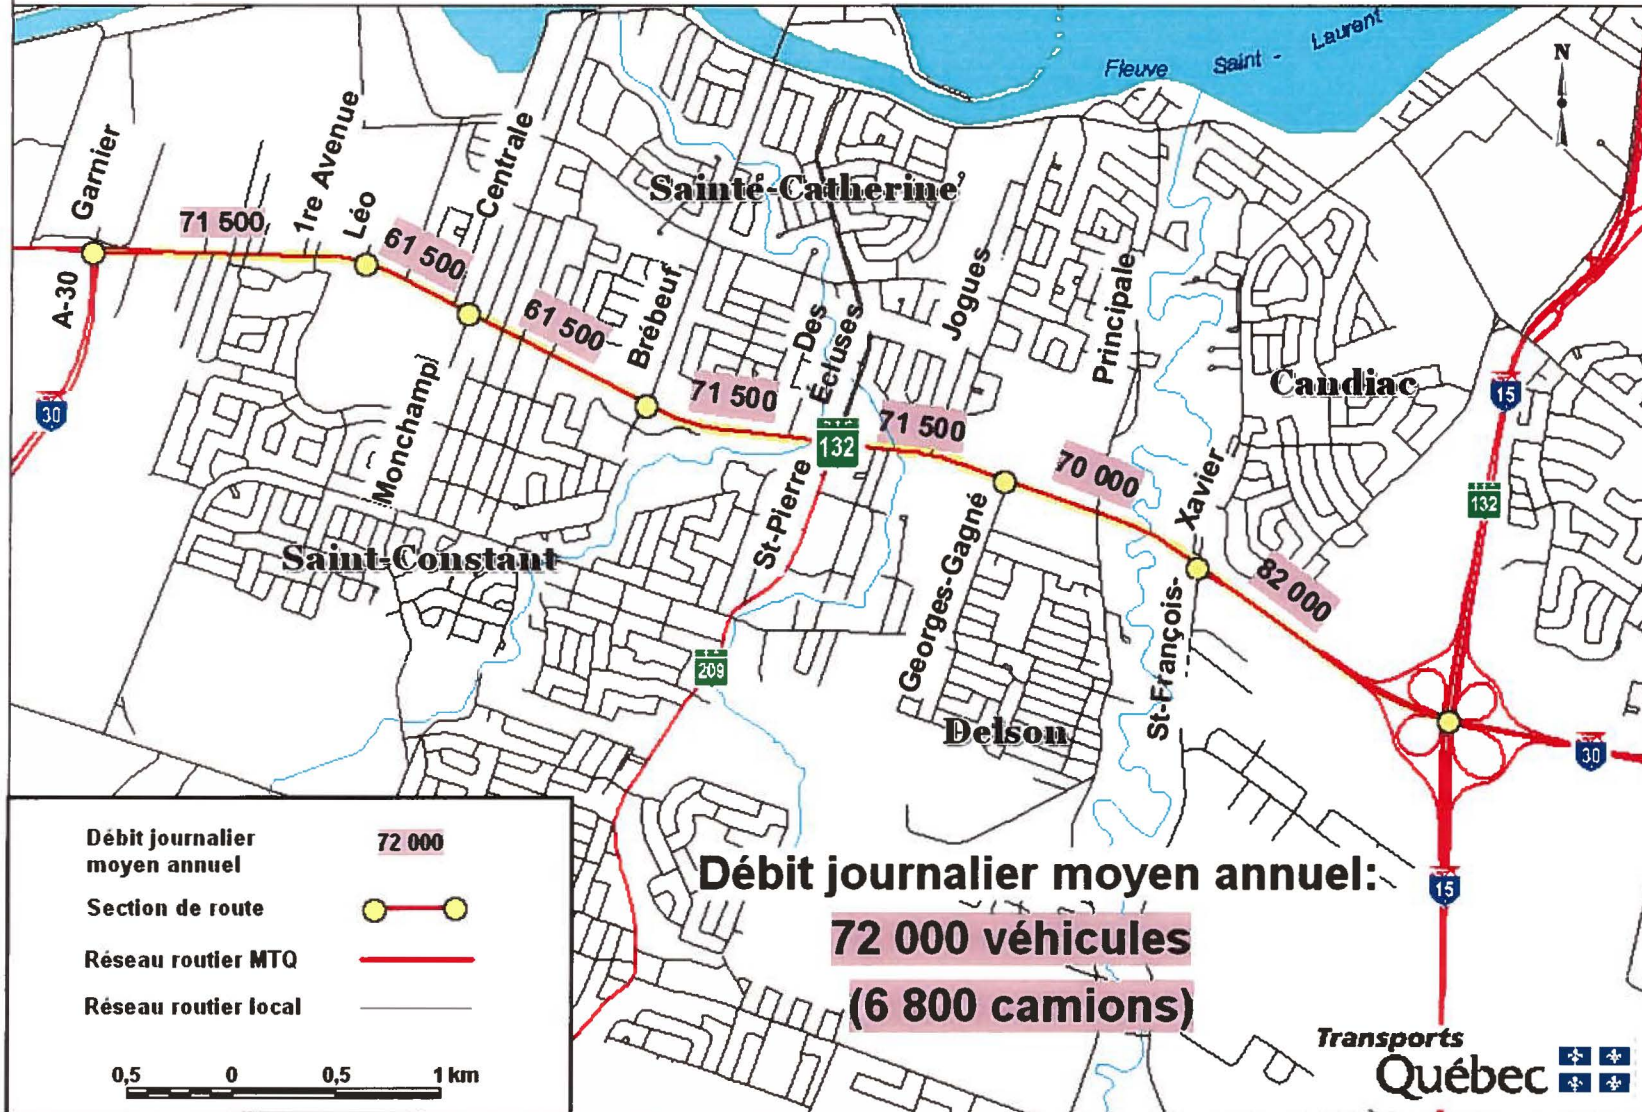 Fleuve Saint - Laurent
N
Garnier
1re Avenue
Léo
Centrale
Sainte-Catherine
71 500
61 500
A-30
61 500
Brébeuf
Des
Écluses
Jogues
Principale
Candiac
15
30
Monchamp
71 500
132
71 500
70 000
132
St-Pierre
Georges-Gagné
St-François-
Xavier
82 000
Saint-Constant
209
Delson
30
15
Débit journalier
moyen annuel
72 000
Section de route
Réseau routier MTQ
Réseau routier local
0,5 0 0,5 1 km
Débit journalier moyen annuel:
72 000 véhicules
(6 800 camions)
Transports
Québec